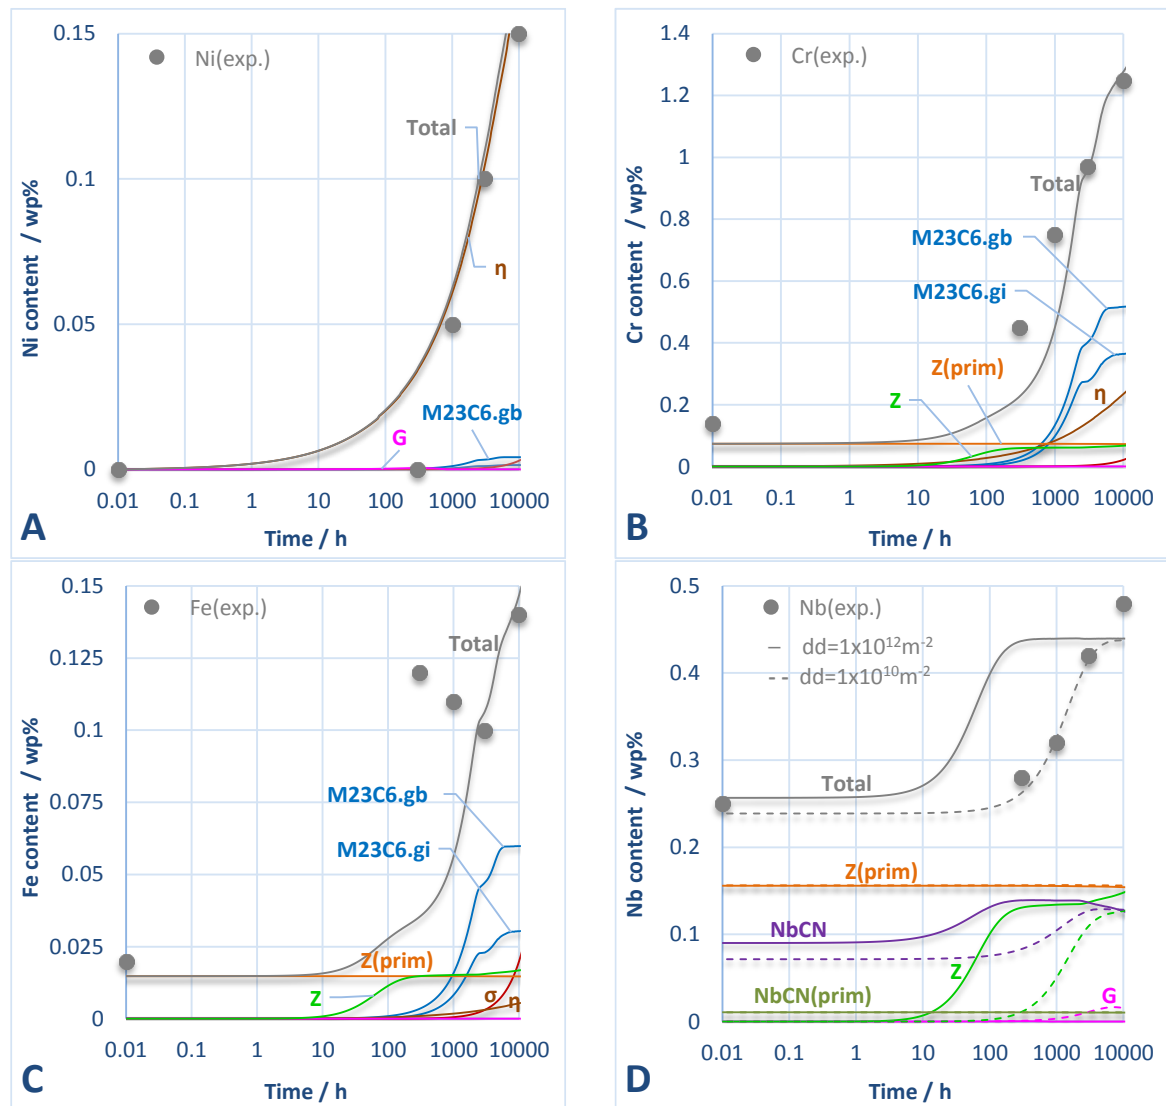 0.15
Ni(exp.)
Total
0.1
Ni content / wp%
η
0.05
M23C6.gb
G
0
0.01 0.1 1 10 100 1000 10000
A
Time / h
1.4
Cr(exp.)
1.2
1
Total
Cr content / wp%
0.8
M23C6.gb
0.6
M23C6.gi
0.4
Z(prim)
Z
η
0.2
0
0.01 0.1 1 10 100 1000 10000
B
Time / h
0.15
Fe(exp.)
Total
0.125
0.1
Fe content / wp%
M23C6.gb
0.075
M23C6.gi
0.05
0.025
Z(prim)
Z
σ
η
0
0.01 0.1 1 10 100 1000 10000
C
Time / h
0.5
Nb(exp.)
dd=1x10¹²m⁻²
dd=1x10¹⁰m⁻²
0.4
0.3
Total
Nb content / wp%
0.2
Z(prim)
NbCN
0.1
Z
NbCN(prim)
G
0
0.01 0.1 1 10 100 1000 10000
D
Time / h